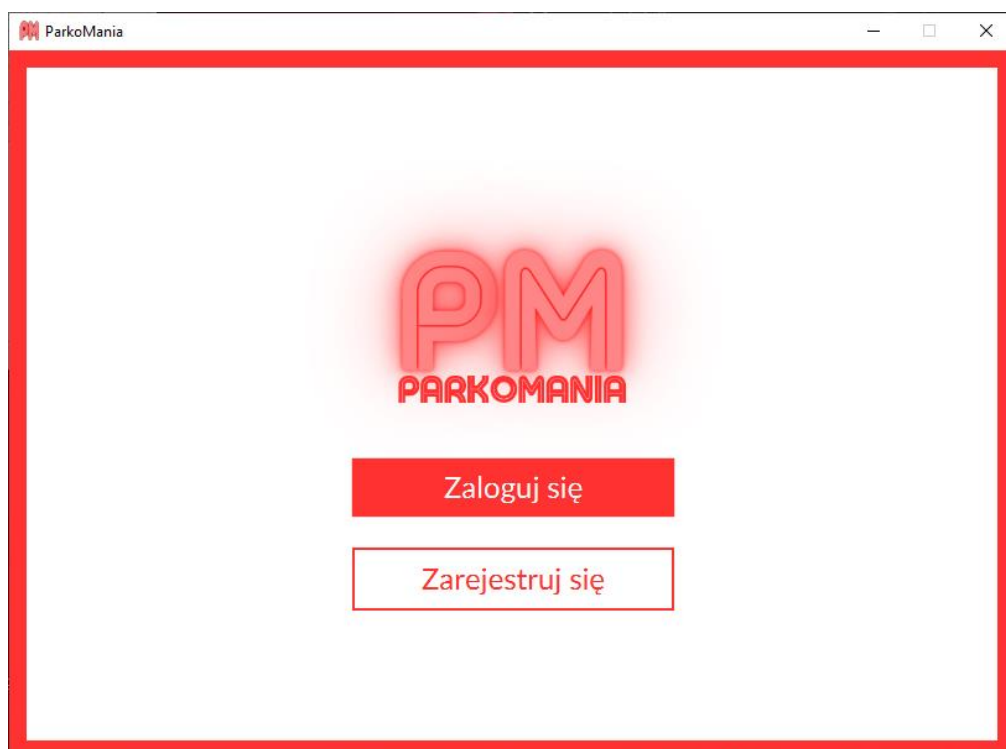 ParkoMania
PM
PARKOMANIA
Zaloguj się
Zarejestruj się